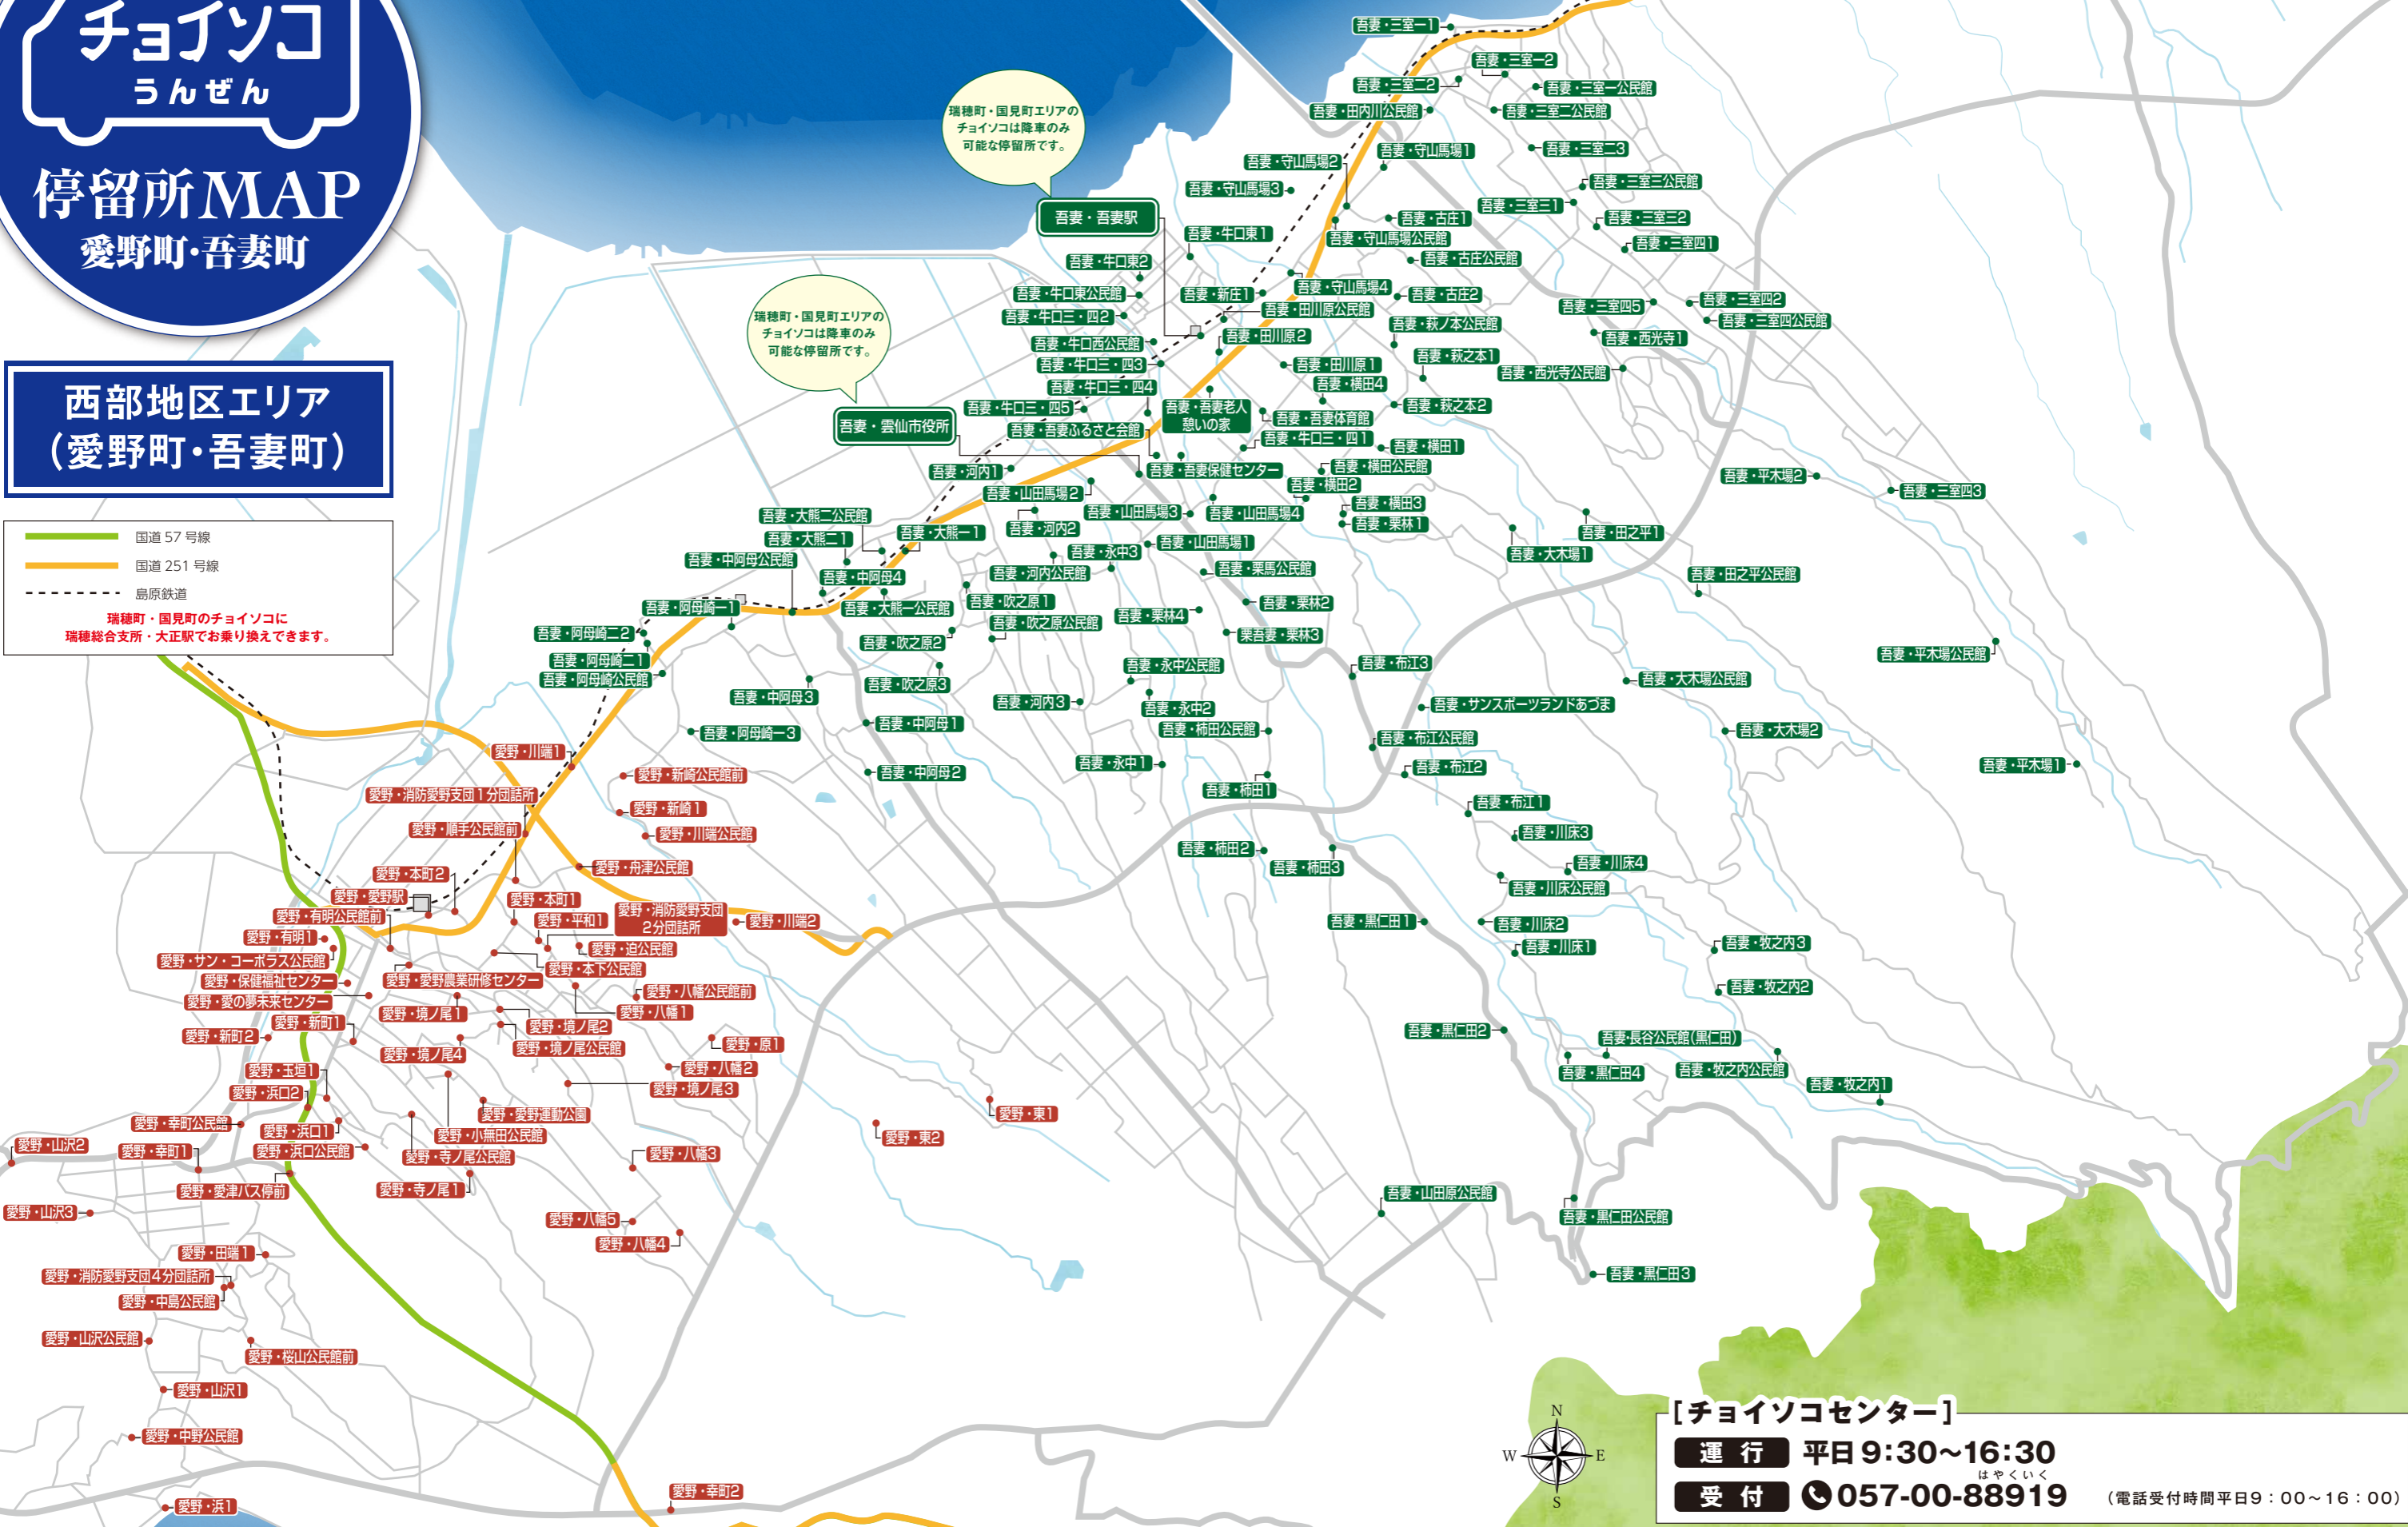 チョイソコ
うんぜん
停留所MAP
愛野町・吾妻町
西部地区エリア
(愛野町・吾妻町)
国道57号線
国道251号線
島原鉄道
瑞穂町・国見町のチョイソコに
瑞穂総合支所・大正駅でお乗り換えできます。
瑞穂町・国見町エリアの
チョイソコは降車のみ
可能な停留所です。
吾妻・吾妻駅
瑞穂町・国見町エリアの
チョイソコは降車のみ
可能な停留所です。
吾妻・雲仙市役所
吾妻・三室一1
吾妻・三室一2
吾妻・三室二2
吾妻・三室一公民館
吾妻・田内川公民館
吾妻・三室二公民館
吾妻・守山馬場1
吾妻・三室二3
吾妻・守山馬場2
吾妻・守山馬場3
吾妻・三室三公民館
吾妻・三室三1
吾妻・古庄1
吾妻・三室三2
吾妻・牛口東1
吾妻・守山馬場公民館
吾妻・三室四1
吾妻・牛口東2
吾妻・古庄公民館
吾妻・牛口東公民館
吾妻・新庄1
吾妻・守山馬場4
吾妻・古庄2
吾妻・三室四5
吾妻・三室四2
吾妻・牛口三・四2
吾妻・田川原公民館
吾妻・萩ノ本公民館
吾妻・三室四公民館
吾妻・牛口西公民館
吾妻・田川原2
吾妻・西光寺1
吾妻・牛口三・四3
吾妻・田川原1
吾妻・萩之本1
吾妻・西光寺公民館
吾妻・牛口三・四4
吾妻・横田4
吾妻・牛口三・四5
吾妻・吾妻老人
憩いの家
吾妻・萩之本2
吾妻・吾妻体育館
吾妻・吾妻ふるさと会館
吾妻・牛口三・四1
吾妻・横田1
吾妻・河内1
吾妻・吾妻保健センター
吾妻・横田公民館
吾妻・平木場2
吾妻・横田2
吾妻・三室四3
吾妻・山田馬場2
吾妻・横田3
吾妻・山田馬場3
吾妻・山田馬場4
吾妻・栗林1
吾妻・大熊二公民館
吾妻・河内2
吾妻・大熊一1
吾妻・田之平1
吾妻・大熊二1
吾妻・山田馬場1
吾妻・永中3
吾妻・大木場1
吾妻・中阿母公民館
吾妻・河内公民館
吾妻・栗馬公民館
吾妻・中阿母4
吾妻・田之平公民館
吾妻・阿母崎一1
吾妻・大熊一公民館
吾妻・吹之原1
吾妻・栗林2
吾妻・栗林4
吾妻・吹之原公民館
吾妻・阿母崎二2
吾妻・吹之原2
栗吾妻・栗林3
吾妻・平木場公民館
吾妻・阿母崎二1
吾妻・永中公民館
吾妻・布江3
吾妻・阿母崎公民館
吾妻・吹之原3
吾妻・大木場公民館
吾妻・中阿母3
吾妻・河内3
吾妻・永中2
吾妻・サンスポーツランドあづま
吾妻・阿母崎一3
吾妻・中阿母1
吾妻・柿田公民館
吾妻・布江公民館
吾妻・大木場2
吾妻・中阿母2
吾妻・永中1
吾妻・布江2
吾妻・平木場1
吾妻・柿田1
吾妻・布江1
吾妻・川床3
吾妻・柿田2
吾妻・柿田3
吾妻・川床4
吾妻・川床公民館
吾妻・黒仁田1
吾妻・川床2
吾妻・川床1
吾妻・牧之内3
吾妻・牧之内2
吾妻・黒仁田2
吾妻・長谷公民館(黒仁田)
吾妻・黒仁田4
吾妻・牧之内公民館
吾妻・牧之内1
吾妻・山田原公民館
吾妻・黒仁田公民館
吾妻・黒仁田3
愛野・川端1
愛野・新崎公民館前
愛野・消防愛野支団1分団詰所
愛野・新崎1
愛野・順手公民館前
愛野・川端公民館
愛野・舟津公民館
愛野・本町2
愛野・愛野駅
愛野・本町1
愛野・有明公民館前
愛野・平和1
愛野・消防愛野支団
2分団詰所
愛野・川端2
愛野・有明1
愛野・迫公民館
愛野・サン・コーポラス公民館
愛野・本下公民館
愛野・保健福祉センター
愛野・愛野農業研修センター
愛野・愛の夢未来センター
愛野・八幡公民館前
愛野・境ノ尾1
愛野・八幡1
愛野・新町1
愛野・境ノ尾2
愛野・新町2
愛野・境ノ尾公民館
愛野・原1
愛野・境ノ尾4
愛野・玉垣1
愛野・八幡2
愛野・浜口2
愛野・境ノ尾3
愛野・愛野運動公園
愛野・東1
愛野・幸町公民館
愛野・浜口1
愛野・小無田公民館
愛野・東2
愛野・山沢2
愛野・幸町1
愛野・浜口公民館
愛野・寺ノ尾公民館
愛野・八幡3
愛野・愛津バス停前
愛野・寺ノ尾1
愛野・山沢3
愛野・八幡5
愛野・八幡4
愛野・田端1
愛野・消防愛野支団4分団詰所
愛野・中島公民館
愛野・山沢公民館
愛野・桜山公民館前
愛野・山沢1
愛野・中野公民館
愛野・幸町2
愛野・浜1
N
W
E
S
[チョイソコセンター]
運行 平日9:30〜16:30
はやくいく
受付 057-00-88919 (電話受付時間平日9:00〜16:00)